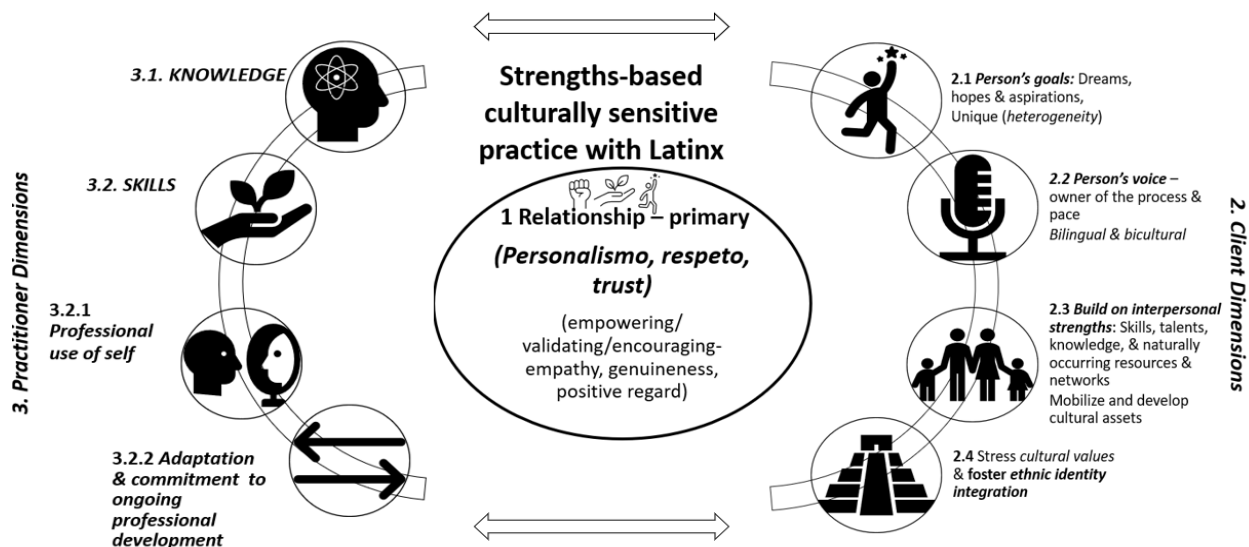 Strengths-based
culturally sensitive
practice with Latinx
1 Relationship – primary
(Personalismo, respeto,
trust)
(empowering/
validating/encouraging-
empathy, genuineness,
positive regard)
3. Practitioner Dimensions
3.1. KNOWLEDGE
3.2. SKILLS
3.2.1
Professional
use of self
3.2.2 Adaptation
& commitment to
ongoing
professional
development
2. Client Dimensions
2.1 Person's goals: Dreams,
hopes & aspirations,
Unique (heterogeneity)
2.2 Person's voice –
owner of the process &
pace
Bilingual & bicultural
2.3 Build on interpersonal
strengths: Skills, talents,
knowledge, & naturally
occurring resources &
networks
Mobilize and develop
cultural assets
2.4 Stress cultural values
& foster ethnic identity
integration